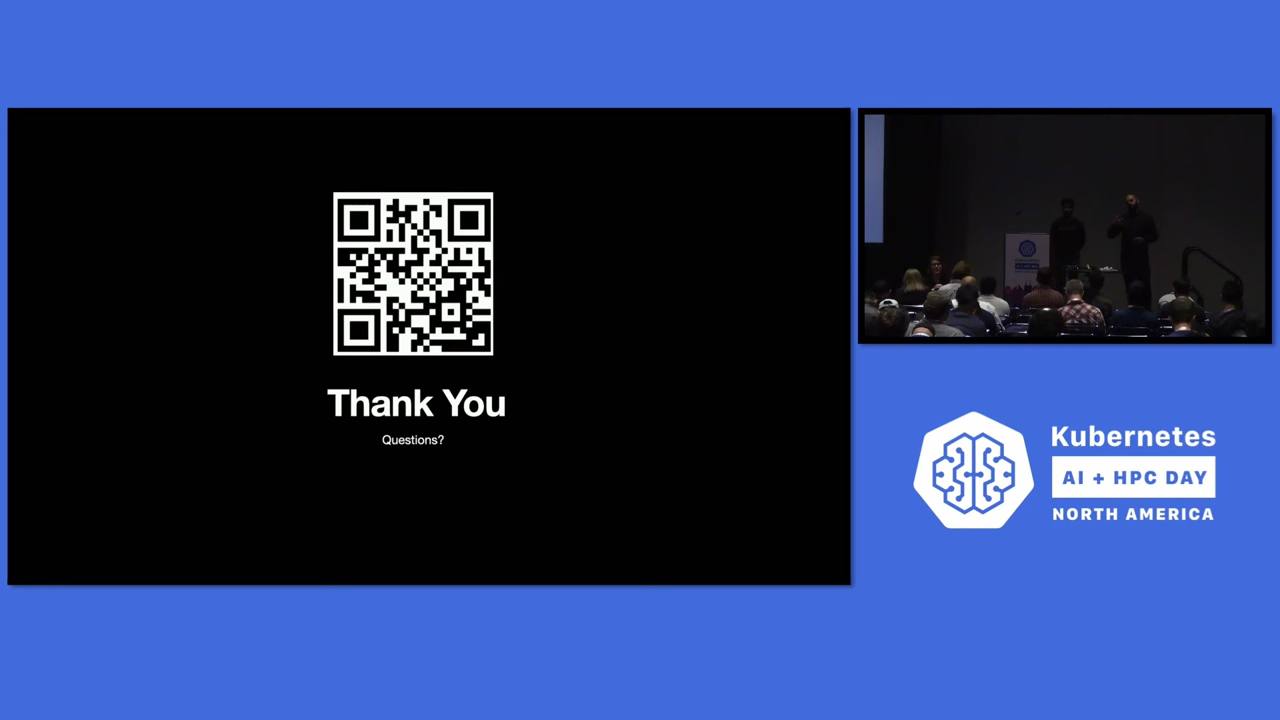 Thank You
Questions?
Kubernetes
AI + HPC DAY
NORTH AMERICA